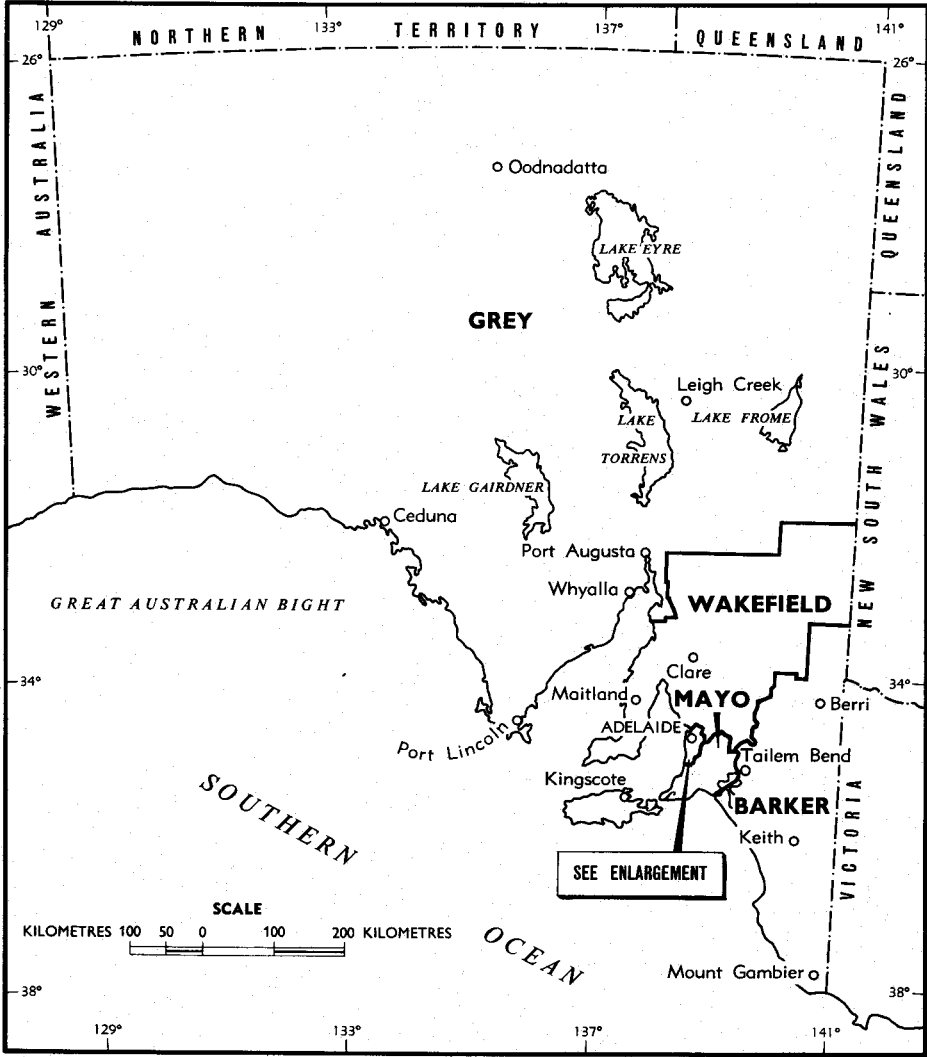 129°
133°
137°
141°
NORTHERN TERRITORY
QUEENSLAND
26°
26°
WESTERN AUSTRALIA
QUEENSLAND
Oodnadatta
LAKE EYRE
GREY
30°
30°
Leigh Creek
LAKE FROME
LAKE
TORRENS
LAKE GAIRDNER
NEW SOUTH WALES
Ceduna
Port Augusta
Whyalla
WAKEFIELD
GREAT AUSTRALIAN BIGHT
Clare
34°
34°
Maitland
MAYO
Berri
ADELAIDE
Port Lincoln
Tailem Bend
Kingscote
BARKER
SOUTHERN
Keith
VICTORIA
SEE ENLARGEMENT
SCALE
KILOMETRES 100 50 0 100 200 KILOMETRES
OCEAN
Mount Gambier
38°
38°
129°
133°
137°
141°